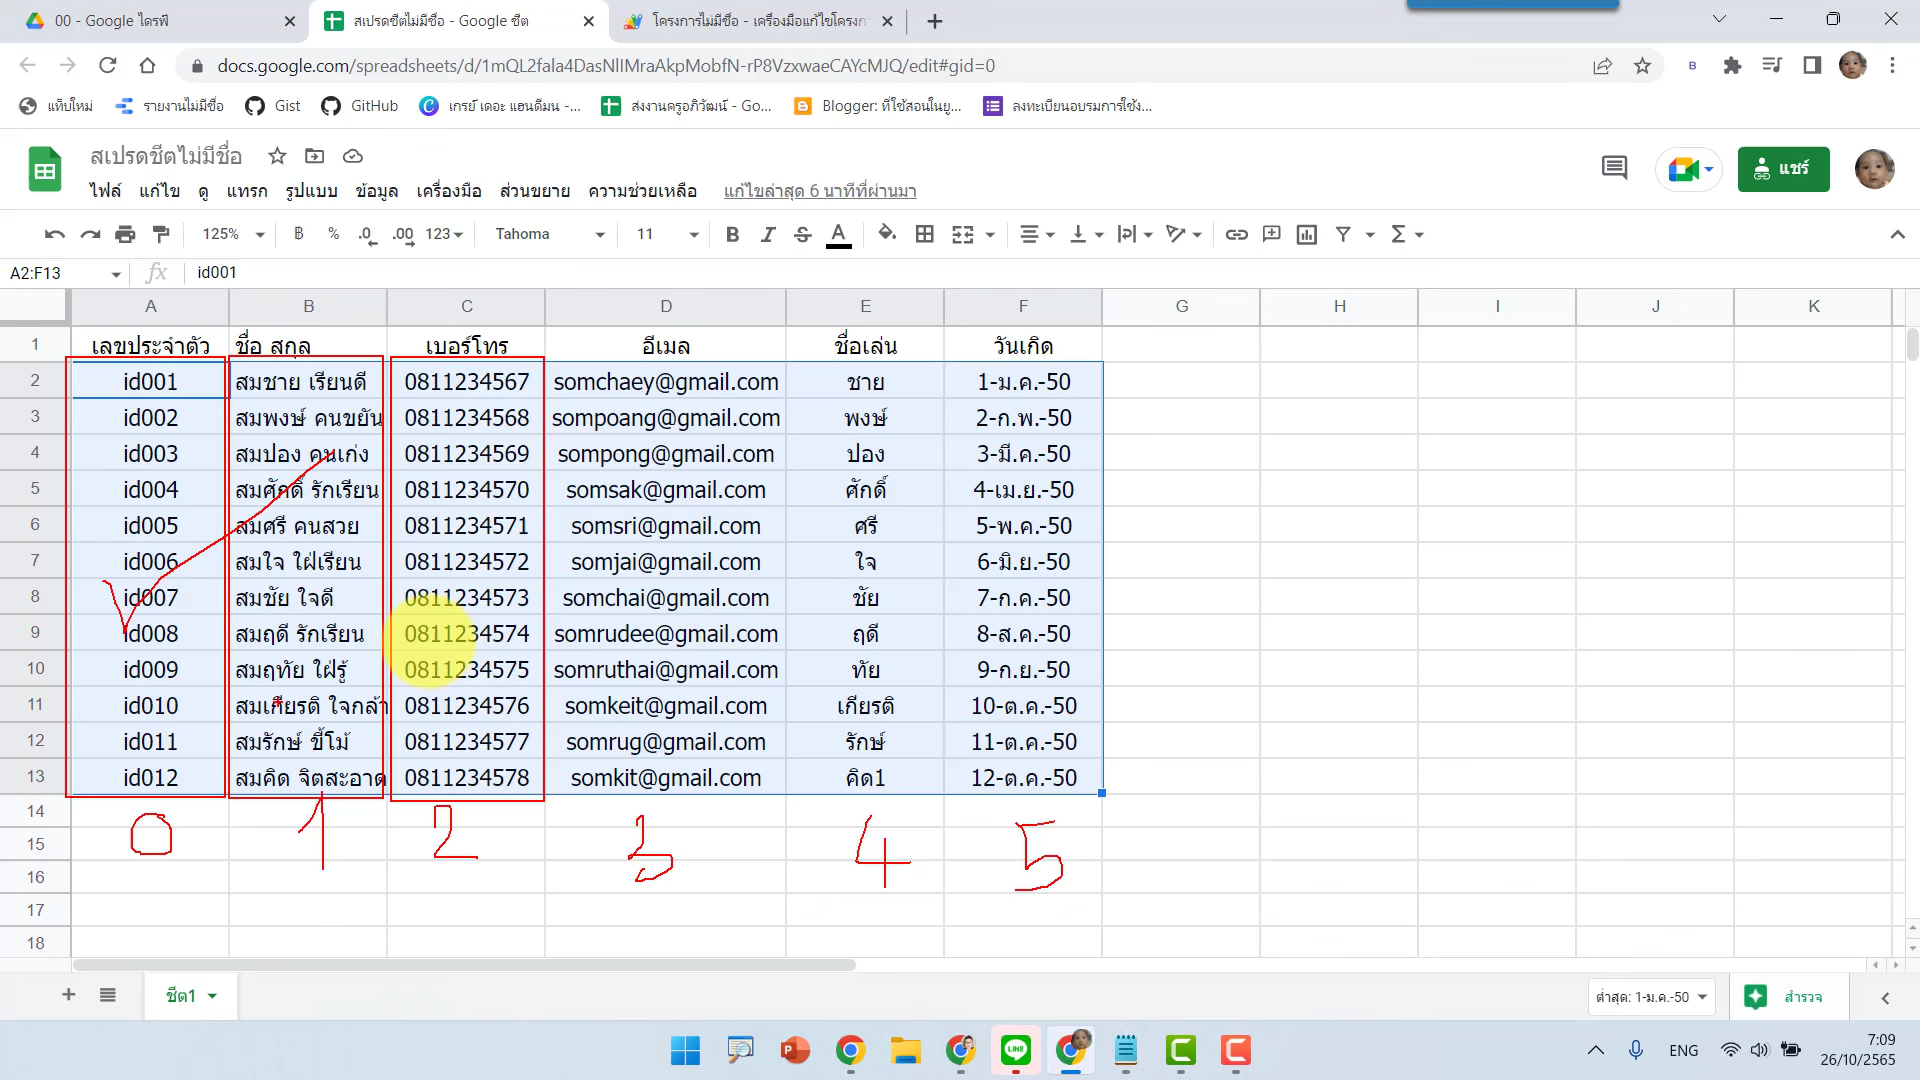 00 - Google ไดรฟ์
สเปรดชีตไม่มีชื่อ - Google ชีต
โครงการไม่มีชื่อ - เครื่องมือแก้ไขโครงก
docs.google.com/spreadsheets/d/1mQL2fala4DasNlIMraAkpMobfN-rP8VzxwaeCAYcMJQ/edit#gid=0
แท็บใหม่
รายงานไม่มีชื่อ
Gist
GitHub
เกรย์ เดอะ แฮนดีมน -...
ส่งงานครูอภิวัฒน์ - Go...
Blogger: ที่ใช้สอนในยู...
ลงทะเบียนอบรมการใช้ง...
สเปรดชีตไม่มีชื่อ
แชร์
ไฟล์ แก้ไข ดู แทรก รูปแบบ ข้อมูล เครื่องมือ ส่วนขยาย ความช่วยเหลือ แก้ไขล่าสุด 6 นาทีที่ผ่านมา
125% ฿ % .0 .00 123 Tahoma 11 B I S A
A2:F13 fx id001
A B C D E F G H I J K
1 เลขประจำตัว ชื่อ สกุล เบอร์โทร อีเมล ชื่อเล่น วันเกิด
2 id001 สมชาย เรียนดี 0811234567 somchaey@gmail.com ชาย 1-ม.ค.-50
3 id002 สมพงษ์ คนขยัน 0811234568 sompoang@gmail.com พงษ์ 2-ก.พ.-50
4 id003 สมปอง คนเก่ง 0811234569 sompong@gmail.com ปอง 3-มี.ค.-50
5 id004 สมศักดิ์ รักเรียน 0811234570 somsak@gmail.com ศักดิ์ 4-เม.ย.-50
6 id005 สมศรี คนสวย 0811234571 somsri@gmail.com ศรี 5-พ.ค.-50
7 id006 สมใจ ใฝ่เรียน 0811234572 somjai@gmail.com ใจ 6-มิ.ย.-50
8 id007 สมชัย ใจดี 0811234573 somchai@gmail.com ชัย 7-ก.ค.-50
9 id008 สมฤดี รักเรียน 0811234574 somrudee@gmail.com ฤดี 8-ส.ค.-50
10 id009 สมฤทัย ใฝ่รู้ 0811234575 somruthai@gmail.com ทัย 9-ก.ย.-50
11 id010 สมเกียรติ ใจกล้า 0811234576 somkeit@gmail.com เกียรติ 10-ต.ค.-50
12 id011 สมรักษ์ ขี้โม้ 0811234577 somrug@gmail.com รักษ์ 11-ต.ค.-50
13 id012 สมคิด จิตสะอาด 0811234578 somkit@gmail.com คิด1 12-ต.ค.-50
14
0 1 2 3 4 5
15
16
17
18
ชีต1
ต่ำสุด: 1-ม.ค.-50
สำรวจ
LINE
ENG
7:09
26/10/2565